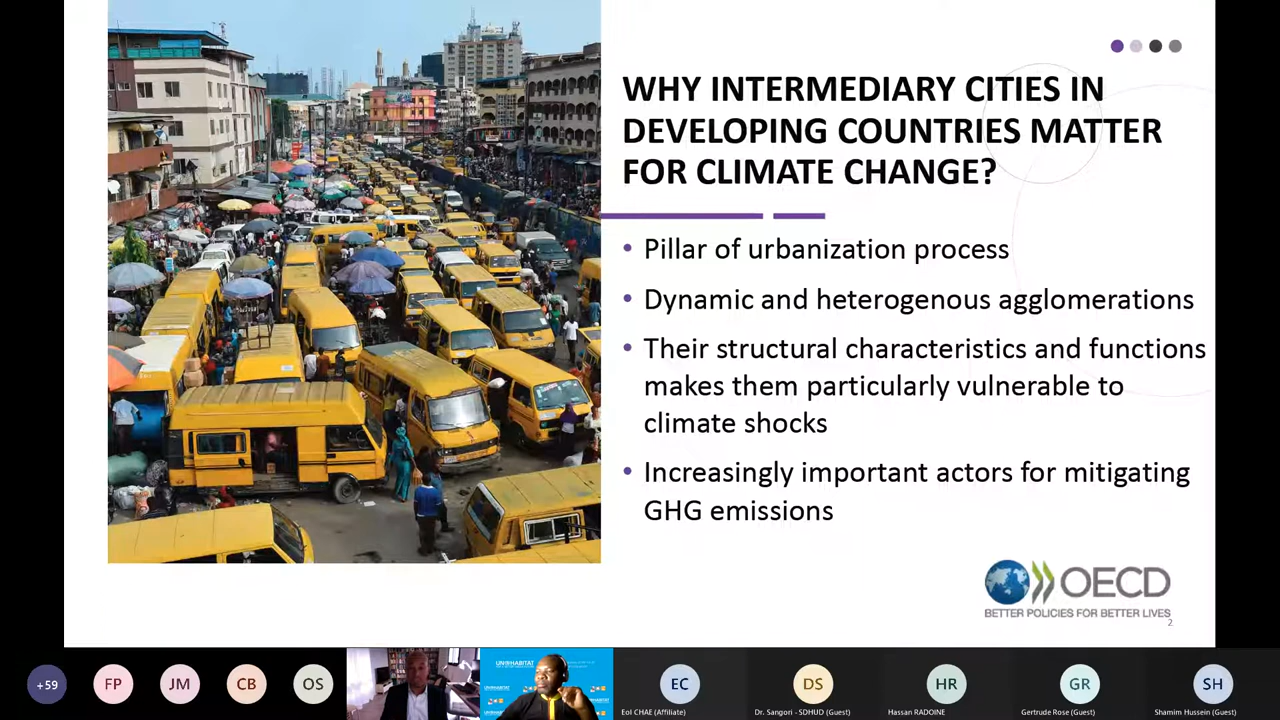 WHY INTERMEDIARY CITIES IN
DEVELOPING COUNTRIES MATTER
FOR CLIMATE CHANGE?
• Pillar of urbanization process
• Dynamic and heterogenous agglomerations
• Their structural characteristics and functions
makes them particularly vulnerable to
climate shocks
• Increasingly important actors for mitigating
GHG emissions
OECD
BETTER POLICIES FOR BETTER LIVES
2
+59
FP
JM
CB
OS
UN HABITAT
EC
DS
HR
GR
SH
Eol CHAE (Affiliate)
Dr. Sangori - SDHUD (Guest)
Hassan RADOINE
Gertrude Rose (Guest)
Shamim Hussein (Guest)